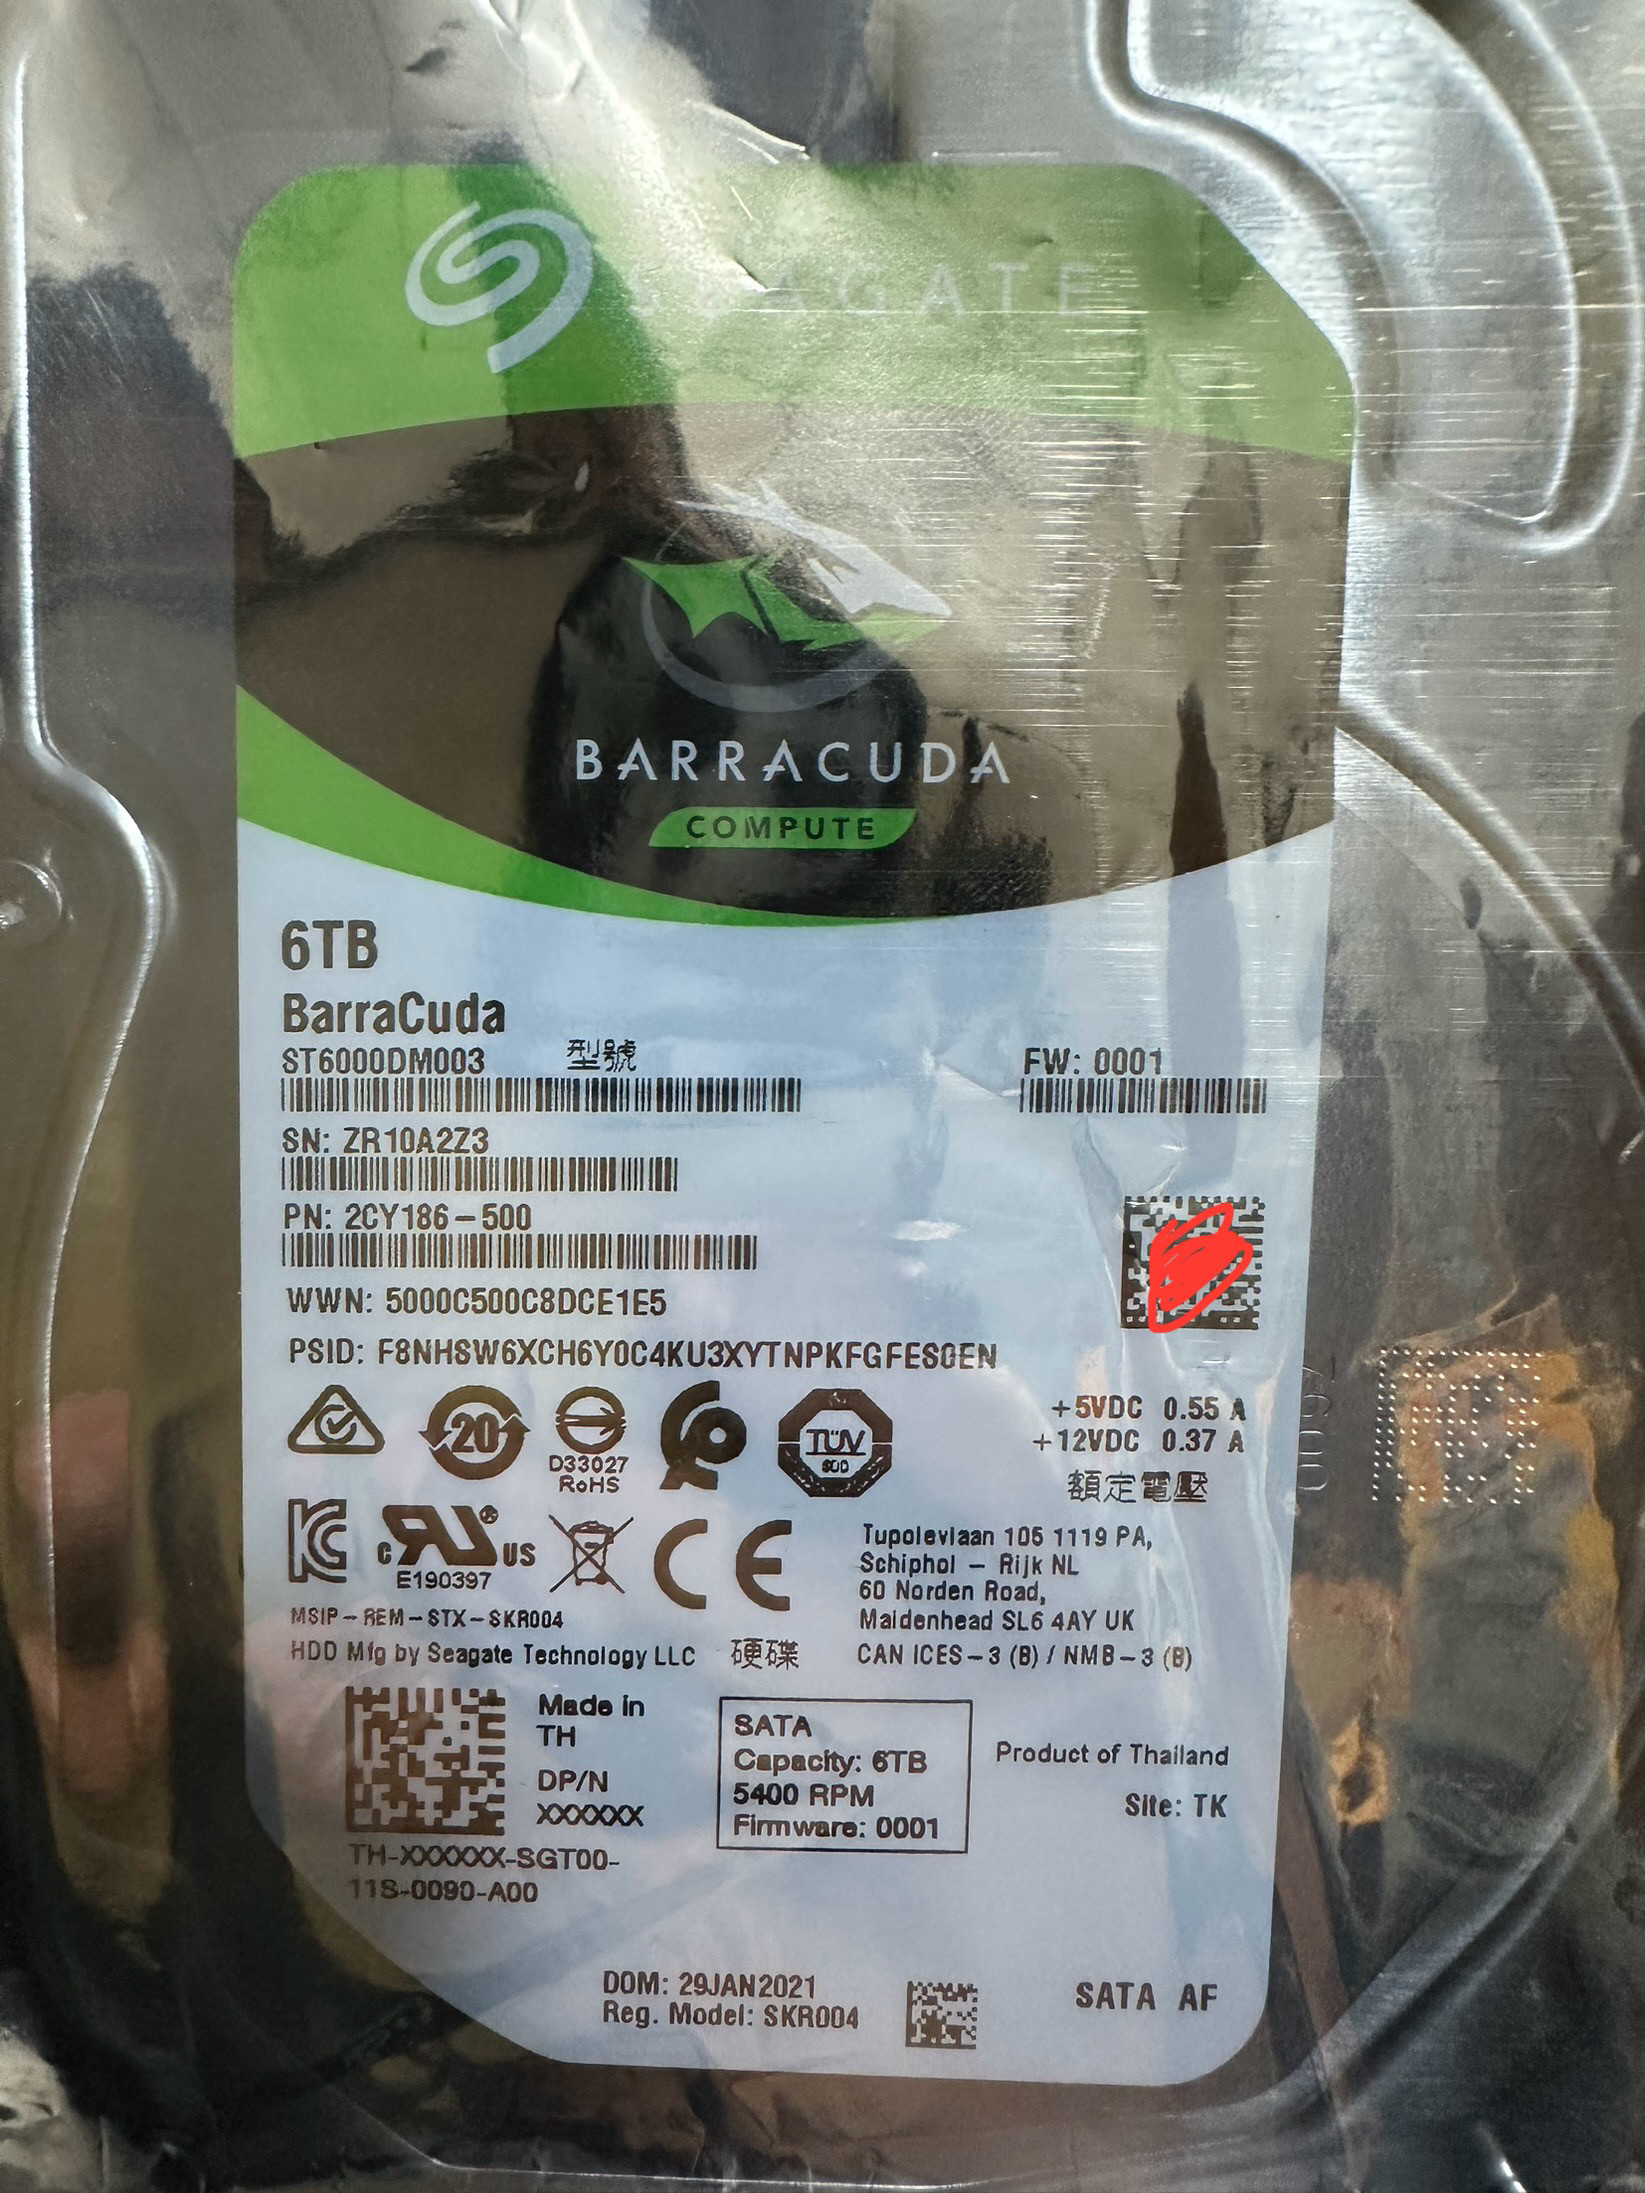 SEAGATE
BARRACUDA
COMPUTE
6TB
BarraCuda
ST6000DM003 型號 FW: 0001
SN: ZR10A2Z3
PN: 2CY186-500
WWN: 5000C500C8DCE1E5
PSID: F8NHSW6XCH6Y0C4KU3XYTNPKFGFES0EN
20
D33027
RoHS
TÜV
SÜD
+5VDC 0.55 A
+12VDC 0.37 A
額定電壓
c RU ® US
E190397
CE
Tupolevlaan 105 1119 PA,
Schiphol - Rijk NL
60 Norden Road,
Maidenhead SL6 4AY UK
MSIP-REM-STX-SKR004
HDD Mfg by Seagate Technology LLC 硬碟 CAN ICES-3 (B) / NMB-3 (B)
Made in
TH
DP/N
XXXXXX
TH-XXXXXX-SGT00-
11S-0090-A00
SATA
Capacity: 6TB
5400 RPM
Firmware: 0001
Product of Thailand
Site: TK
DOM: 29JAN2021
Reg. Model: SKR004
SATA AF